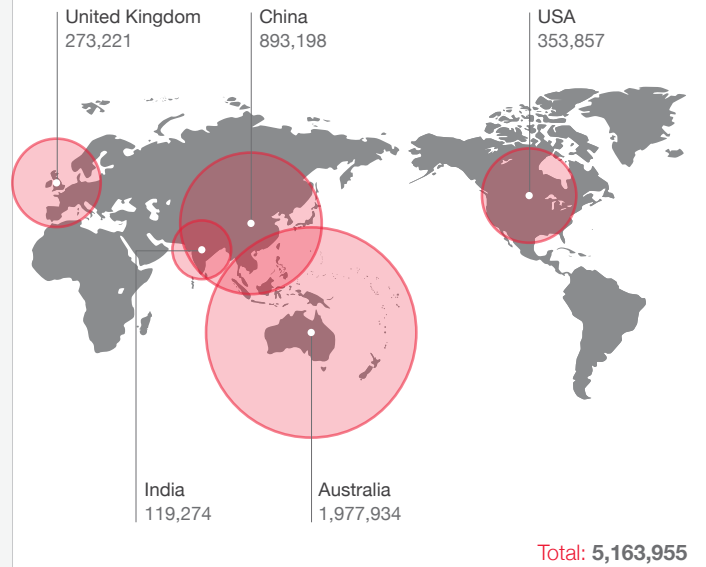 United Kingdom
273,221
China
893,198
USA
353,857
India
119,274
Australia
1,977,934
Total: 5,163,955